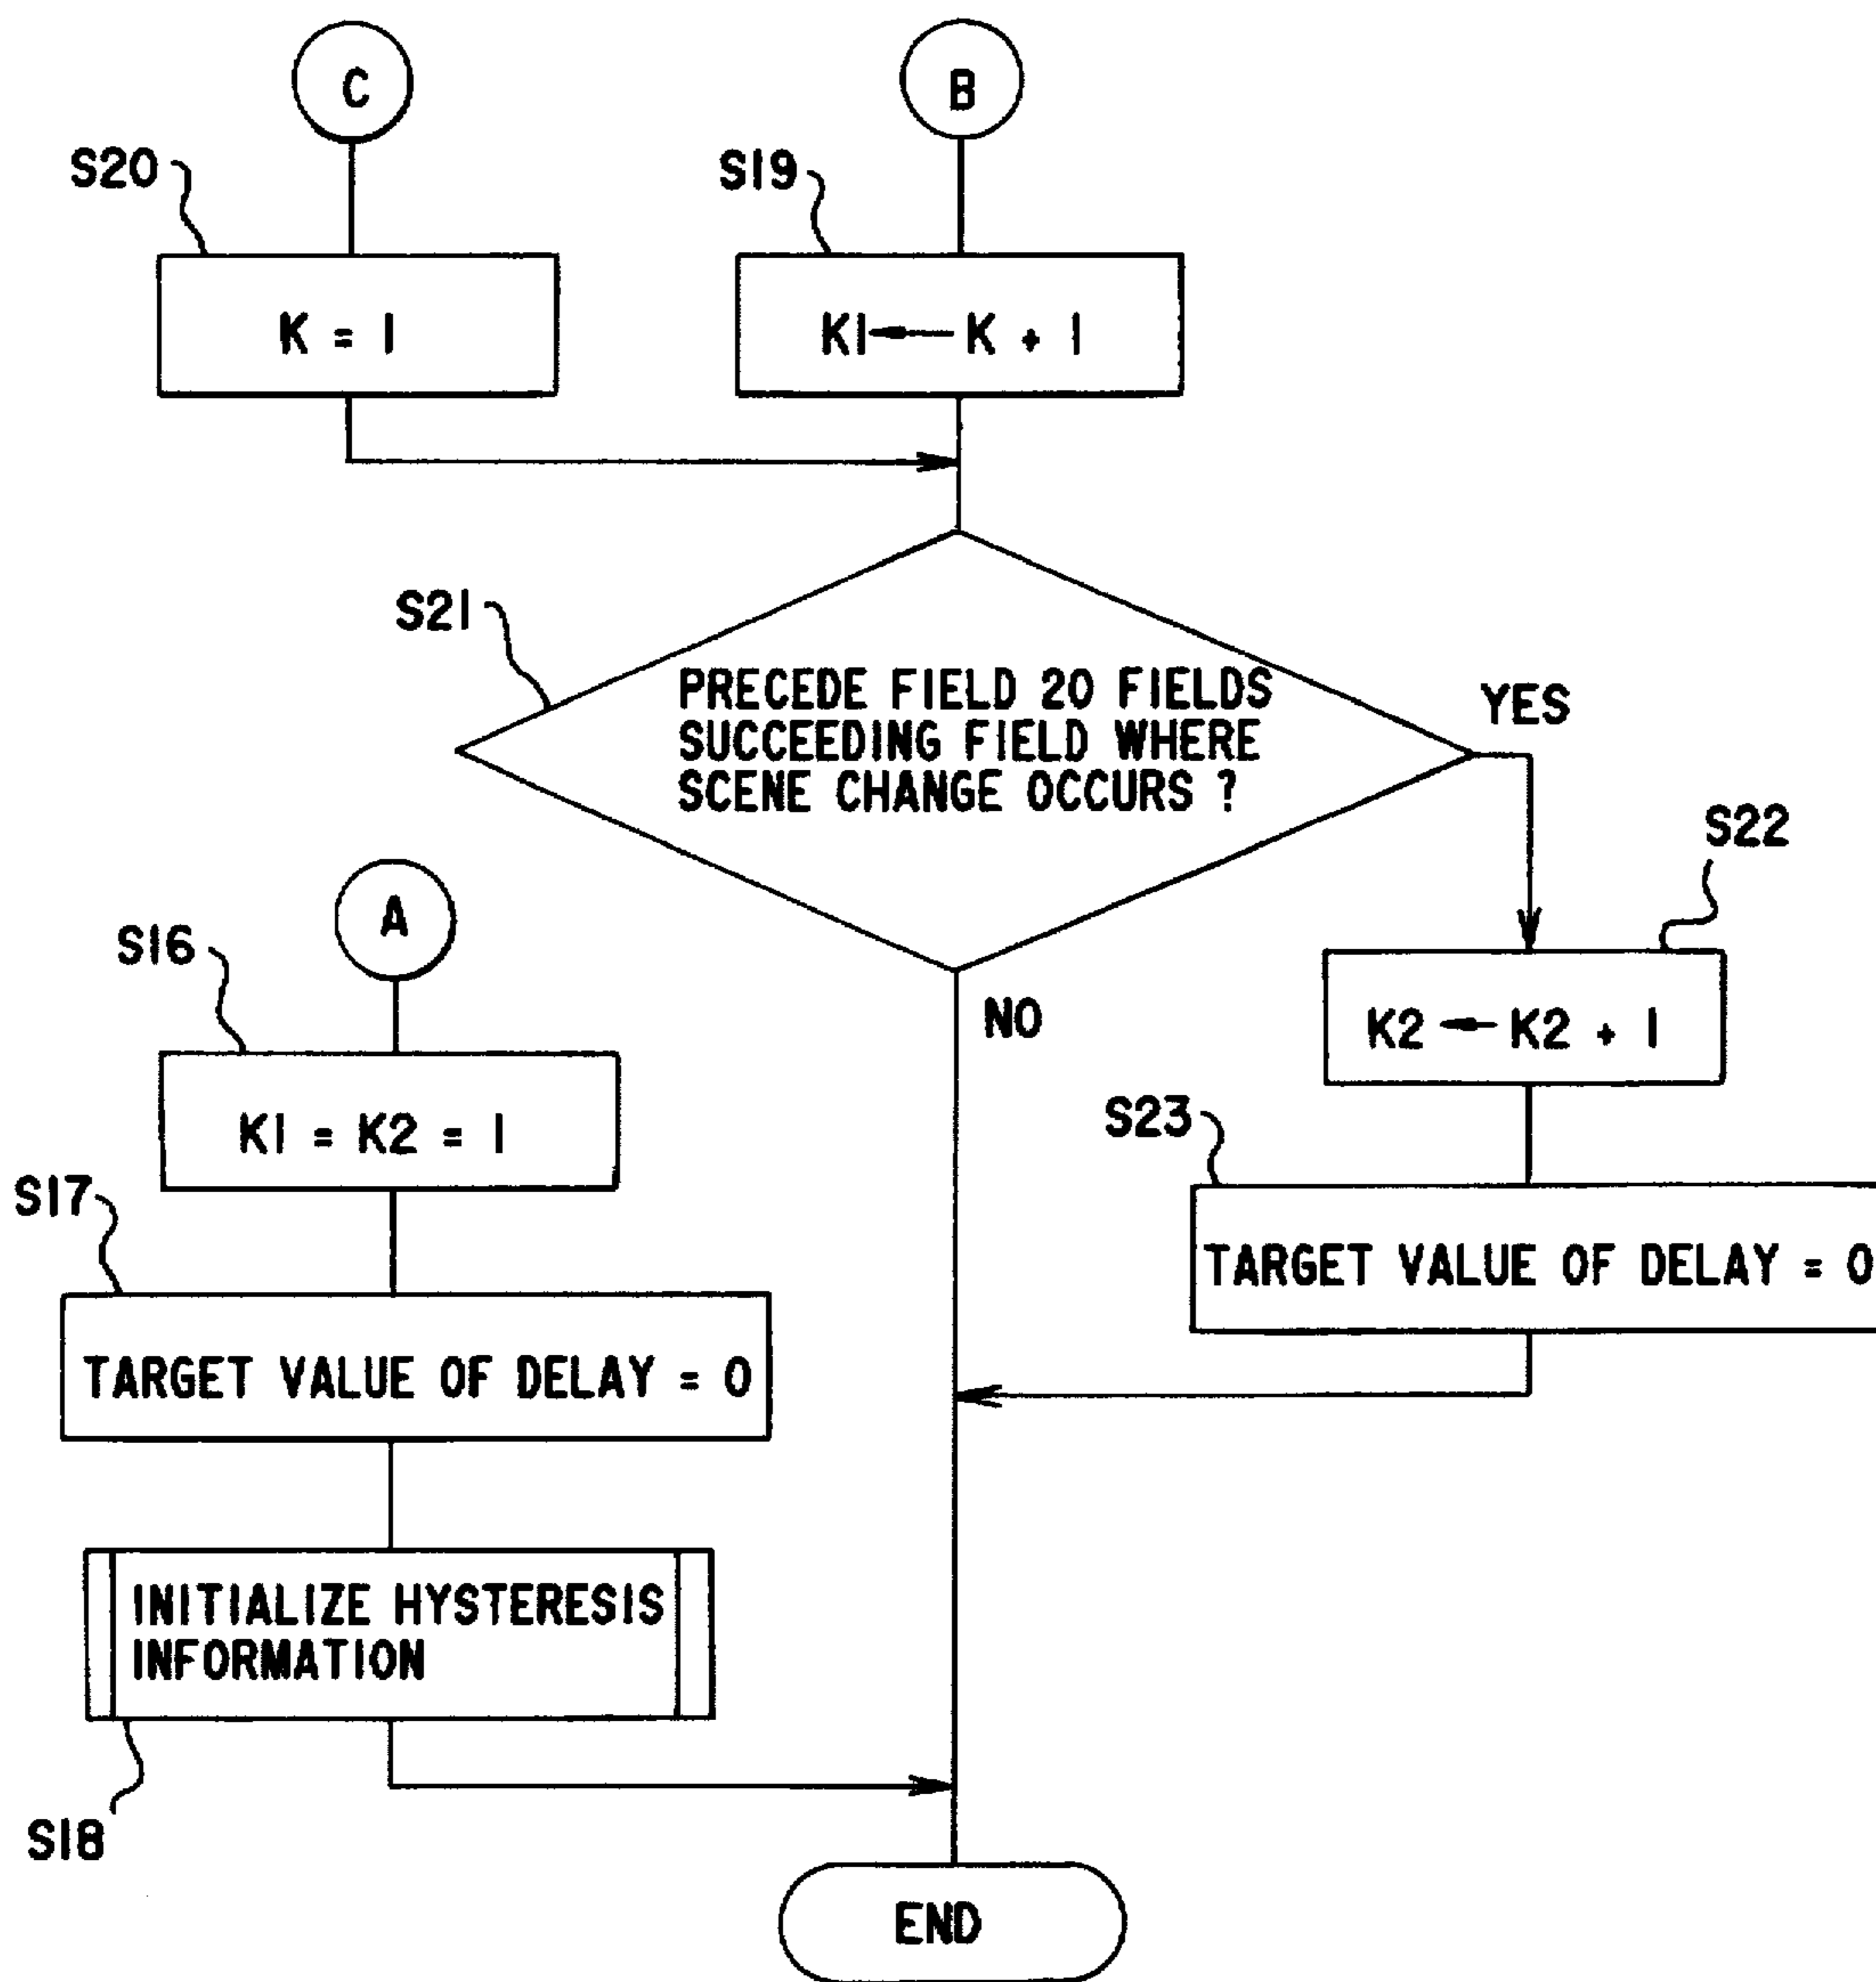 C
B
S20
S19
K = 1
K1 ← K + 1
S21
PRECEDE FIELD 20 FIELDS
SUCCEEDING FIELD WHERE
SCENE CHANGE OCCURS ?
YES
S22
A
S16
NO
K2 ← K2 + 1
S23
K1 = K2 = 1
S17
TARGET VALUE OF DELAY = 0
TARGET VALUE OF DELAY = 0
INITIALIZE HYSTERESIS
INFORMATION
S18
END